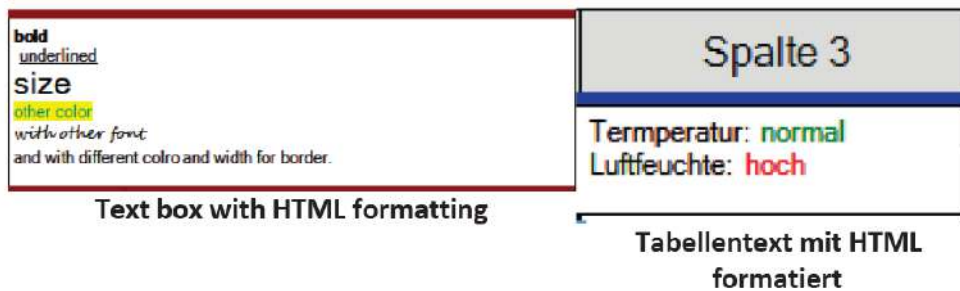 bold
underlined
size
other color
with other font
and with different colro and width for border.
Text box with HTML formatting
Spalte 3
Termperatur: normal
Luftfeuchte: hoch
Tabellentext mit HTML
formatiert